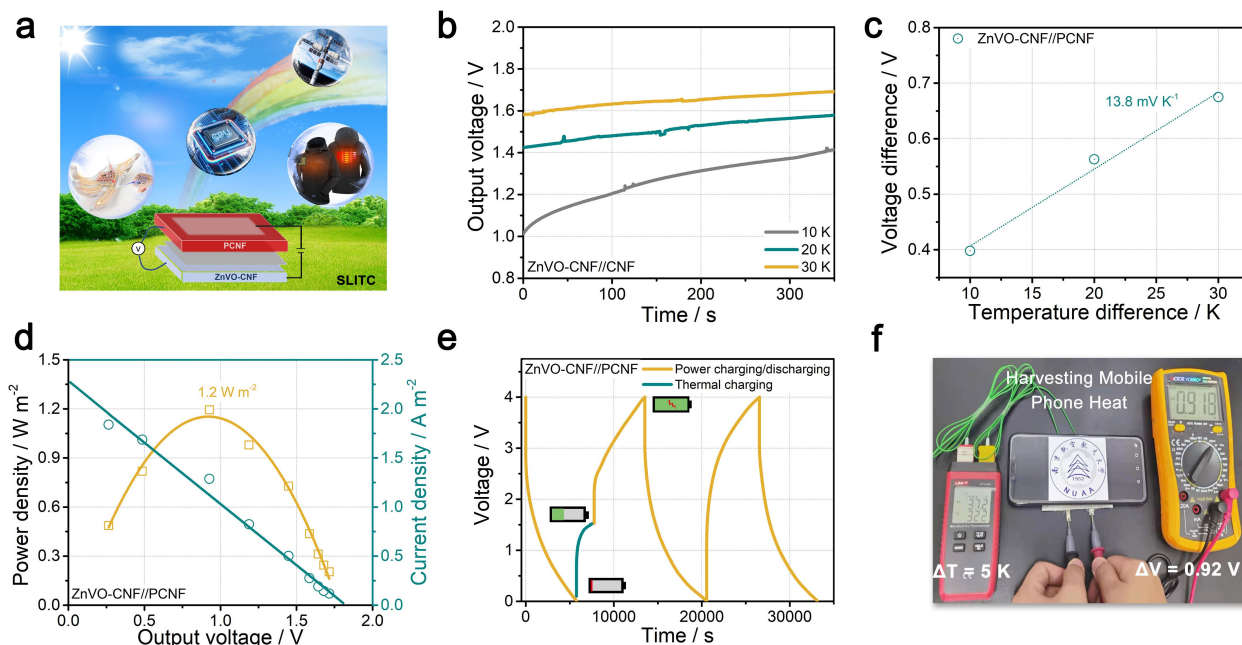 a
GPU
V
PCNF
ZnVO-CNF
SLITC
b
2.0
1.8
1.6
1.4
1.2
1.0
0.8
Output voltage / V
10 K
20 K
30 K
ZnVO-CNF//CNF
0
100
200
300
Time / s
c
0.8
0.7
0.6
0.5
0.4
Voltage difference / V
ZnVO-CNF//PCNF
13.8 mV K⁻¹
10
15
20
25
30
Temperature difference / K
d
1.5
1.2
0.9
0.6
0.3
0.0
Power density / W m⁻²
1.2 W m⁻²
2.5
2.0
1.5
1.0
0.5
0.0
Current density / A m⁻²
ZnVO-CNF//PCNF
0.0
0.5
1.0
1.5
2.0
Output voltage / V
e
ZnVO-CNF//PCNF
Power charging/discharging
Thermal charging
5
4
3
2
1
0
Voltage / V
0
10000
20000
30000
Time / s
f
Harvesting Mobile
Phone Heat
0.918
1952
NUAA
UNI-T
20A
ΔT = 5 K
ΔV = 0.92 V